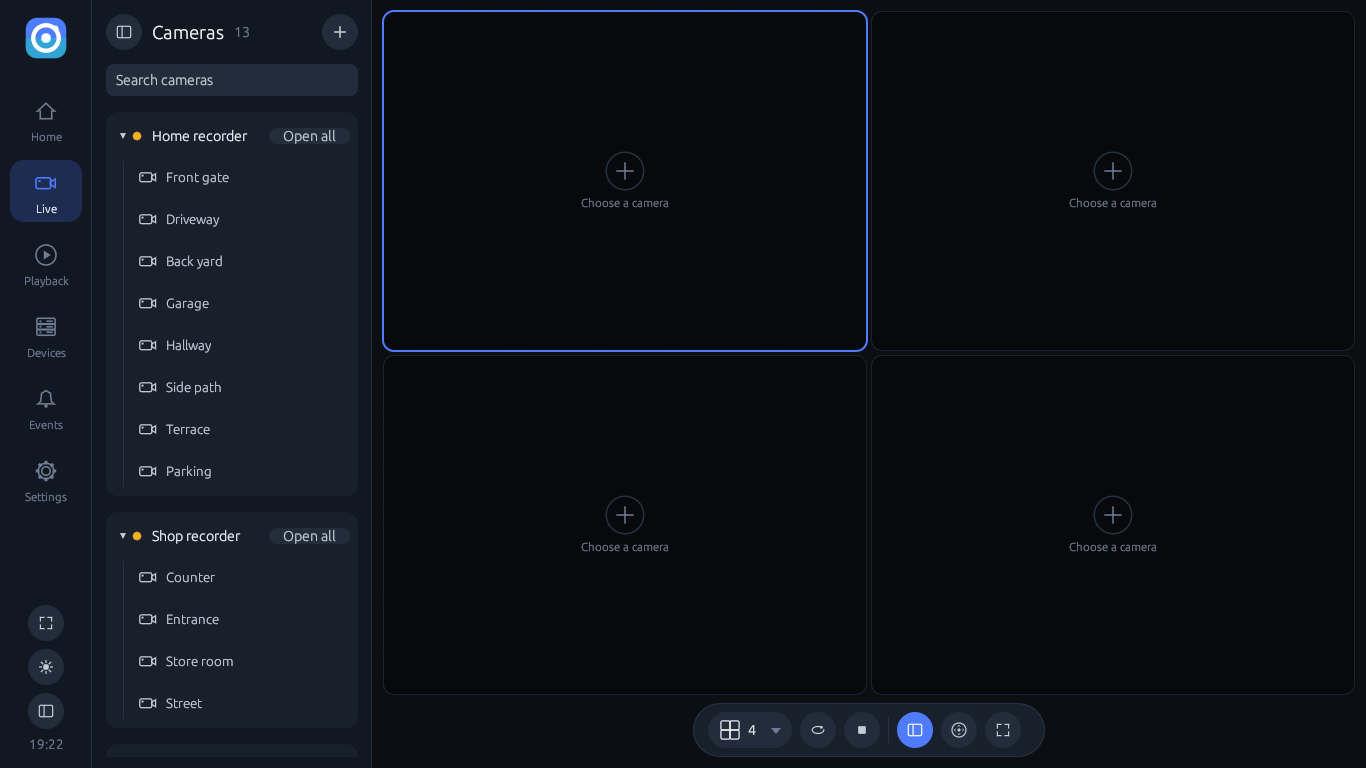 Cameras 13
Search cameras
Home recorder Open all
Front gate
Driveway
Back yard
Garage
Hallway
Side path
Terrace
Parking
Shop recorder Open all
Counter
Entrance
Store room
Street
Home
Live
Playback
Devices
Events
Settings
19:22
Choose a camera
Choose a camera
Choose a camera
Choose a camera
4